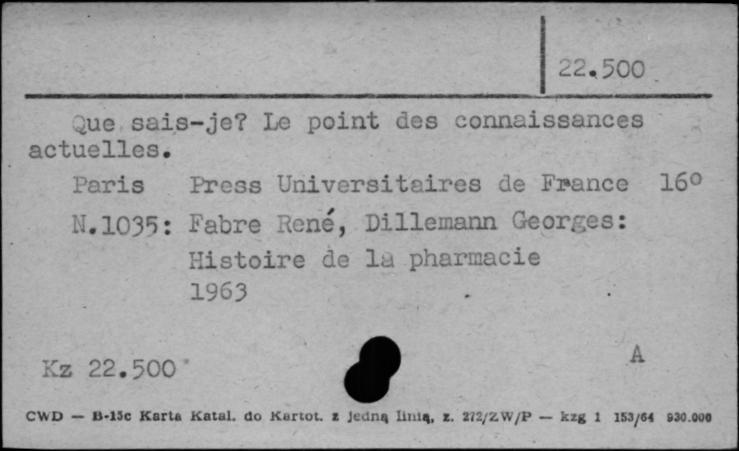 22.500
Que sais-je? Le point des connaissances
actuelles.
Paris Press Universitaires de France 16º
N.1035: Fabre René, Dillemann Georges:
Histoire de la pharmacie
1963
Kz 22.500
A
CWD — B-15c Karta Katal. do Kartot. z jedną linią, z. 272/ZW/P — kzg 1 153/64 930.000